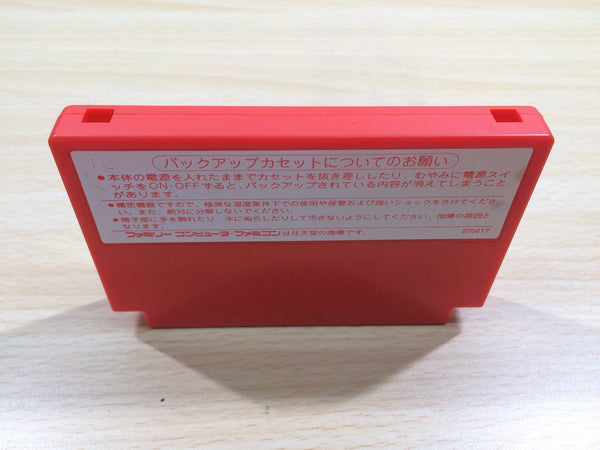 バックアップカセットについてのお願い
●本体の電源を入れたままでカセットを抜き差ししたり、むやみに電源スイ
ッチをON・OFFすると、バックアップされている内容が消えてしまうこと
があります。
●精密機器ですので、極端な温度条件下での使用や保管および強いショックをさけてくださ
い。また、絶対に分解しないでください。
●端子部に手を触れたり、水にぬらしたりして汚さないようにしてください。故障の原因と
なります。
ファミリーコンピュータ・ファミコンは任天堂の商標です。
870417